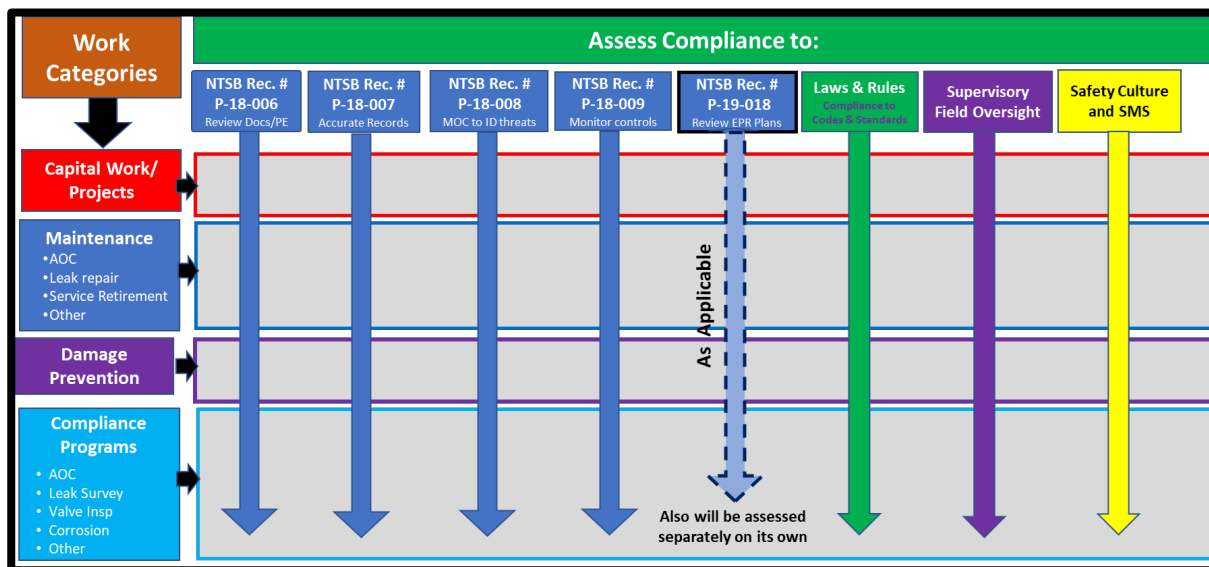 Work
Categories
Assess Compliance to:
NTSB Rec. #
P-18-006
Review Docs/PE
NTSB Rec. #
P-18-007
Accurate Records
NTSB Rec. #
P-18-008
MOC to ID threats
NTSB Rec. #
P-18-009
Monitor controls
NTSB Rec. #
P-19-018
Review EPR Plans
Laws & Rules
Compliance to
Codes & Standards
Supervisory
Field Oversight
Safety Culture
and SMS
Capital Work/
Projects
Maintenance
•AOC
•Leak repair
•Service Retirement
•Other
As Applicable
Damage
Prevention
Compliance
Programs
• AOC
• Leak Survey
• Valve Insp
• Corrosion
• Other
Also will be assessed
separately on its own